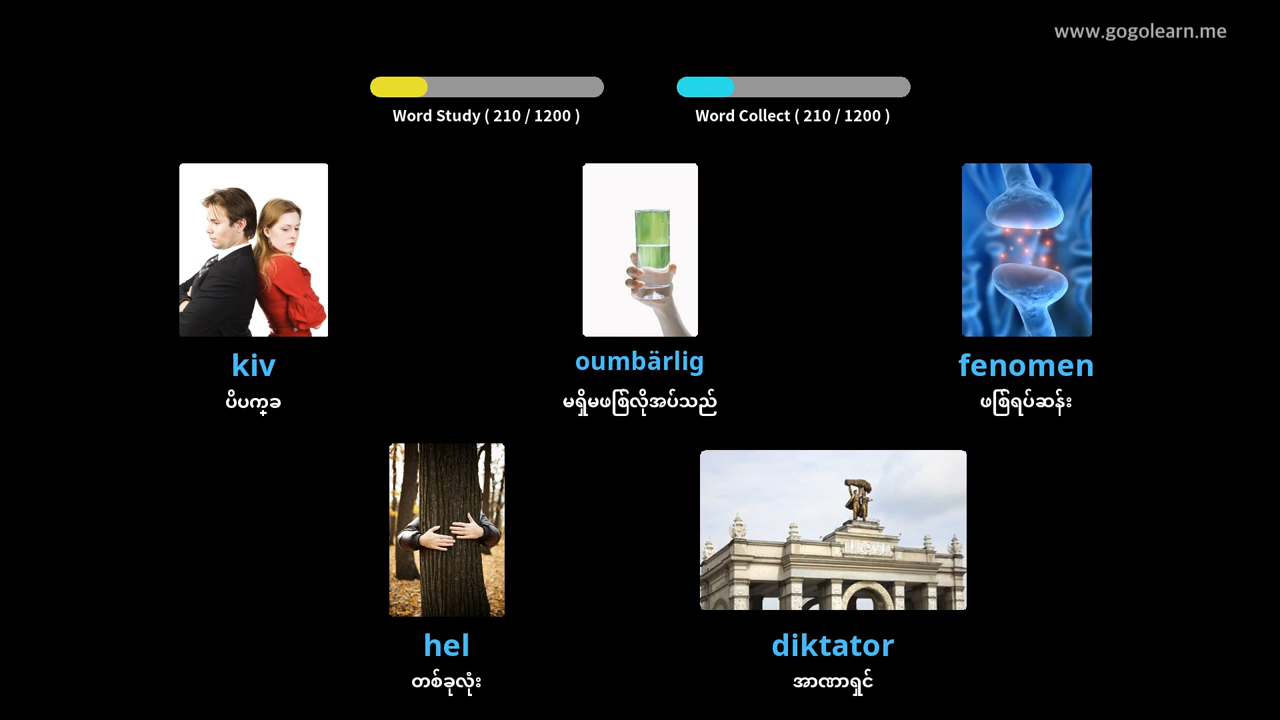 www.gogolearn.me
Word Study ( 210 / 1200 )
Word Collect ( 210 / 1200 )
kiv
ပိပက္ခ
oumbärlig
မရှိမဖြစ်လိုအပ်သည်
fenomen
ဖြစ်ရပ်ဆန်း
hel
တစ်ခုလုံး
diktator
အာဏာရှင်